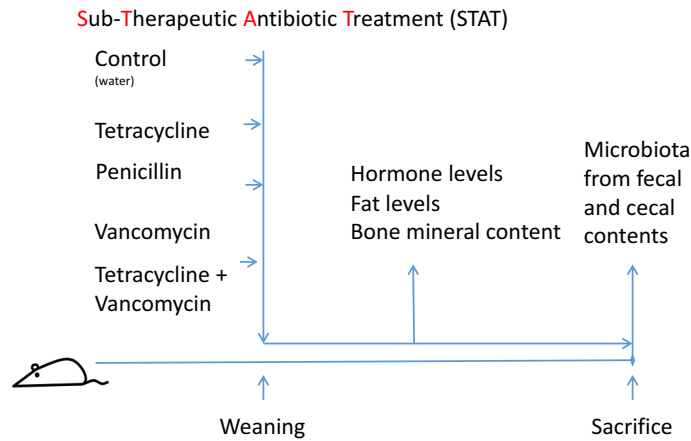 Sub-Therapeutic Antibiotic Treatment (STAT)
Control
(water)
Tetracycline
Penicillin
Vancomycin
Tetracycline +
Vancomycin
Hormone levels
Fat levels
Bone mineral content
Microbiota
from fecal
and cecal
contents
Weaning
Sacrifice